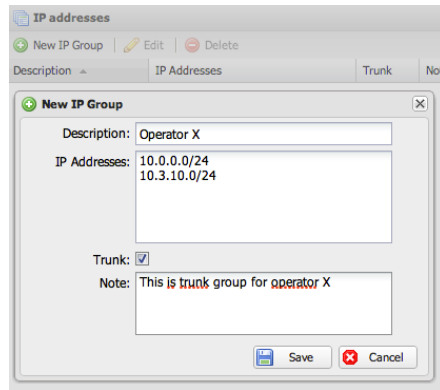 IP addresses
New IP Group Edit Delete
Description IP Addresses Trunk No
New IP Group
Description: Operator X
IP Addresses: 10.0.0.0/24
10.3.10.0/24
Trunk:
Note: This is trunk group for operator X
Save Cancel